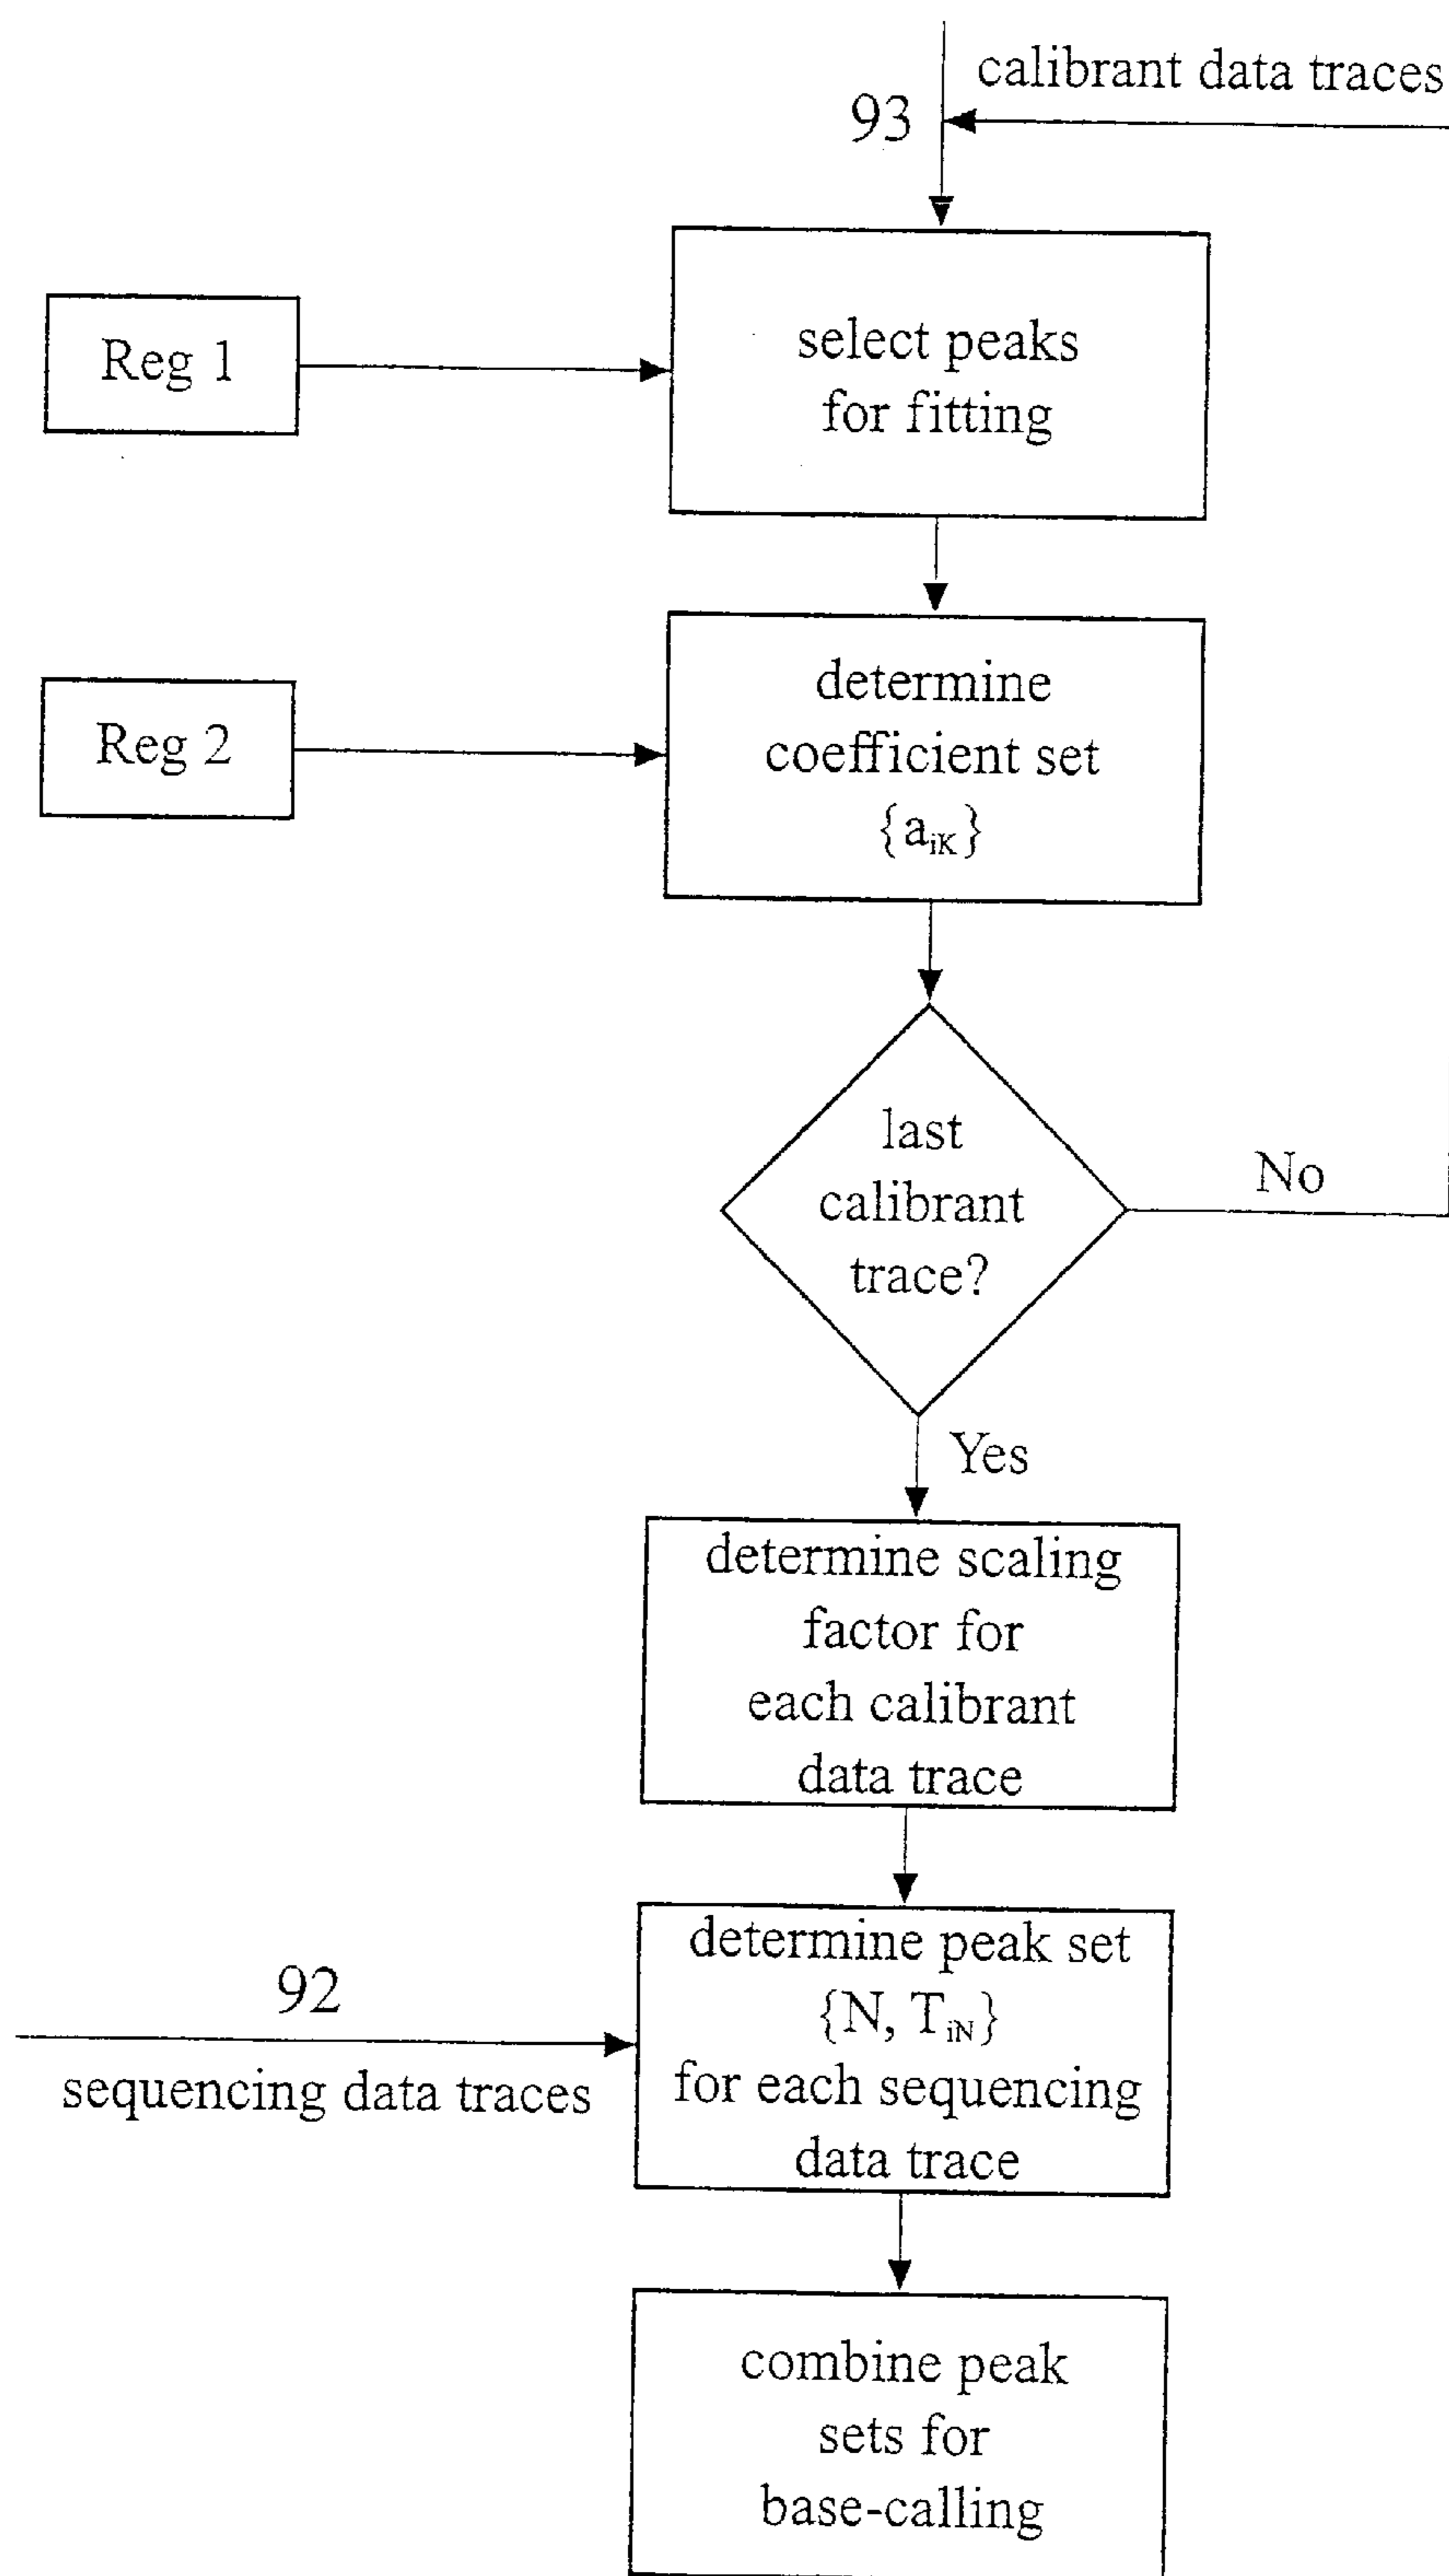 calibrant data traces
93
select peaks
for fitting
Reg 1
determine
coefficient set
{a_iK}
Reg 2
last
calibrant
trace?
No
Yes
determine scaling
factor for
each calibrant
data trace
determine peak set
{N, T_iN}
for each sequencing
data trace
92
sequencing data traces
combine peak
sets for
base-calling